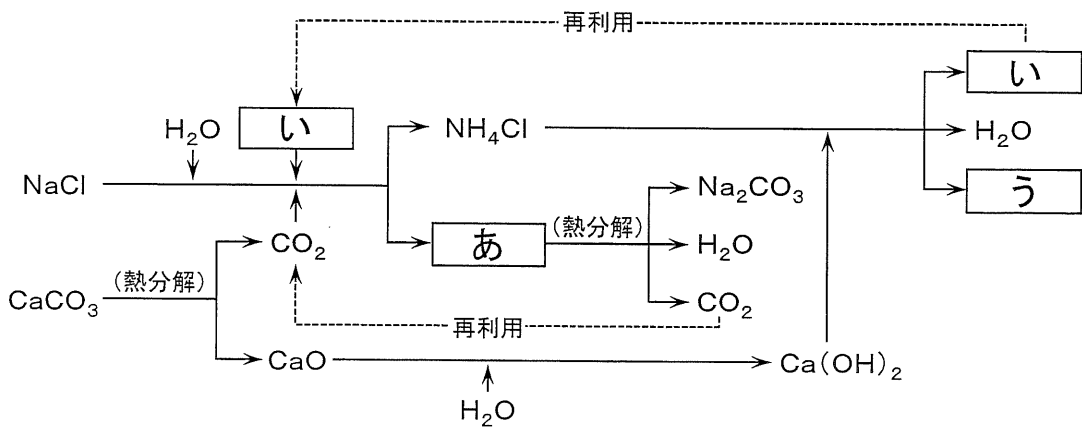 再利用
い
H₂O
い
NH₄Cl
H₂O
NaCl
Na₂CO₃
う
(熱分解)
あ
(熱分解)
H₂O
CO₂
CaCO₃
CO₂
再利用
CaO
Ca(OH)₂
H₂O